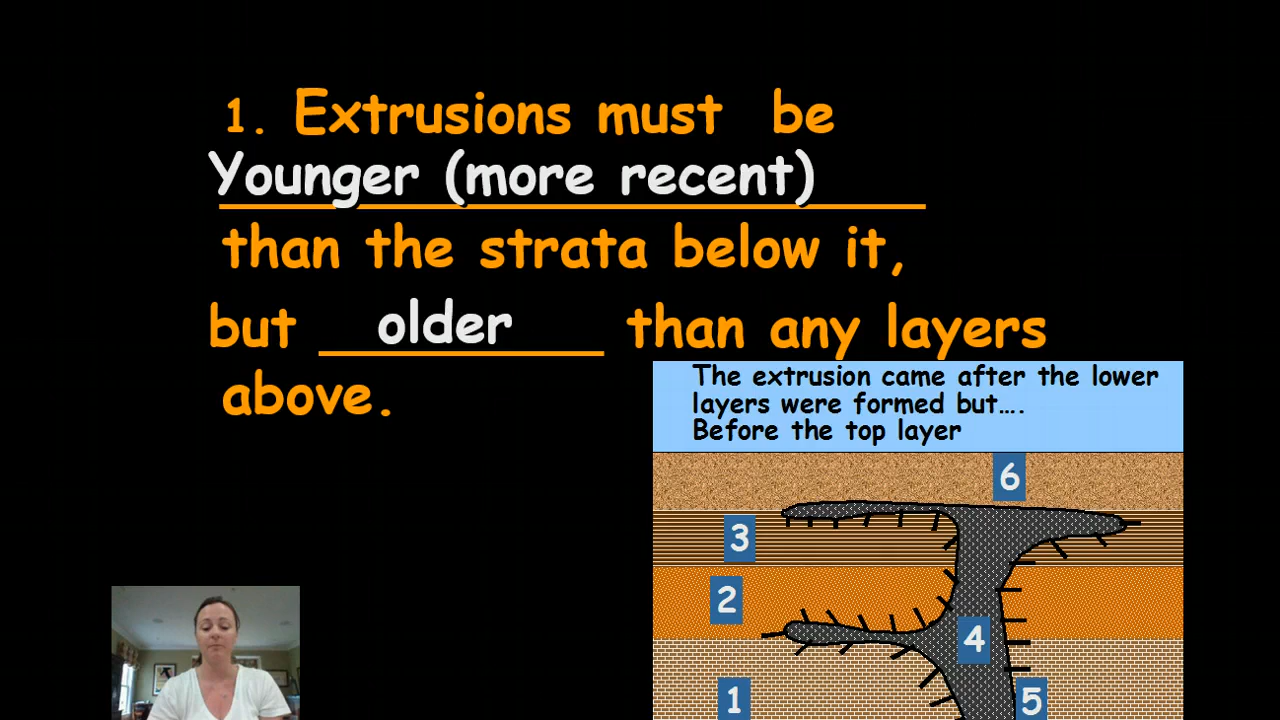 1. Extrusions must be
Younger (more recent)
than the strata below it,
but older than any layers
above.
The extrusion came after the lower
layers were formed but....
Before the top layer
6
3
2
4
1
5